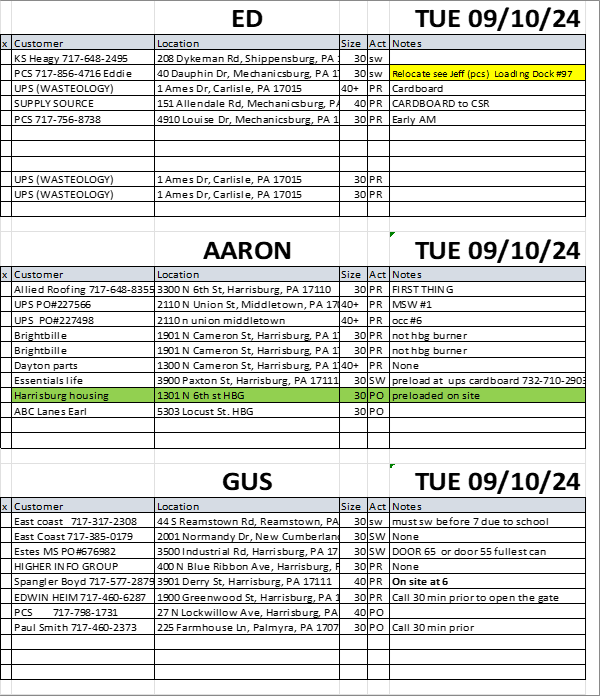 ED TUE 09/10/24
x Customer Location Size Act Notes
KS Heagy 717-648-2495 208 Dykeman Rd, Shippensburg, PA 30 sw
PCS 717-856-4716 Eddie 40 Dauphin Dr, Mechanicsburg, PA 1 30 sw Relocate see Jeff (pcs) Loading Dock #97
UPS (WASTEOLOGY) 1 Ames Dr, Carlisle, PA 17015 40+ PR Cardboard
SUPPLY SOURCE 151 Allendale Rd, Mechanicsburg, PA 40 PR CARDBOARD to CSR
PCS 717-756-8738 4910 Louise Dr, Mechanicsburg, PA 1 30 PR Early AM
UPS (WASTEOLOGY) 1 Ames Dr, Carlisle, PA 17015 30 PR
UPS (WASTEOLOGY) 1 Ames Dr, Carlisle, PA 17015 30 PR
AARON TUE 09/10/24
x Customer Location Size Act Notes
Allied Roofing 717-648-8355 3300 N 6th St, Harrisburg, PA 17110 30 PR FIRST THING
UPS PO#227566 2110 N Union St, Middletown, PA 17 40+ PR MSW #1
UPS PO#227498 2110 n union middletown 40+ PR occ #6
Brightbille 1901 N Cameron St, Harrisburg, PA 1 30 PR not hbg burner
Brightbille 1901 N Cameron St, Harrisburg, PA 1 30 PR not hbg burner
Dayton parts 1300 N Cameron St, Harrisburg, PA 1 40+ PR None
Essentials life 3900 Paxton St, Harrisburg, PA 17111 30 SW preload at ups cardboard 732-710-2903
Harrisburg housing 1301 N 6th st HBG 30 PO preloaded on site
ABC Lanes Earl 5303 Locust St. HBG 30 PO
GUS TUE 09/10/24
x Customer Location Size Act Notes
East coast 717-317-2308 44 S Reamstown Rd, Reamstown, PA 30 sw must sw before 7 due to school
East Coast 717-385-0179 2001 Normandy Dr, New Cumberlan 30 SW None
Estes MS PO#676982 3500 Industrial Rd, Harrisburg, PA 17 30 SW DOOR 65 or door 55 fullest can
HIGHER INFO GROUP 400 N Blue Ribbon Ave, Harrisburg, 30 PR None
Spangler Boyd 717-577-2879 3901 Derry St, Harrisburg, PA 17111 40 PR On site at 6
EDWIN HEIM 717-460-6287 1900 Greenwood St, Harrisburg, PA 30 PR Call 30 min prior to open the gate
PCS 717-798-1731 27 N Lockwillow Ave, Harrisburg, PA 40 PO
Paul Smith 717-460-2373 225 Farmhouse Ln, Palmyra, PA 1707 30 PO Call 30 min prior